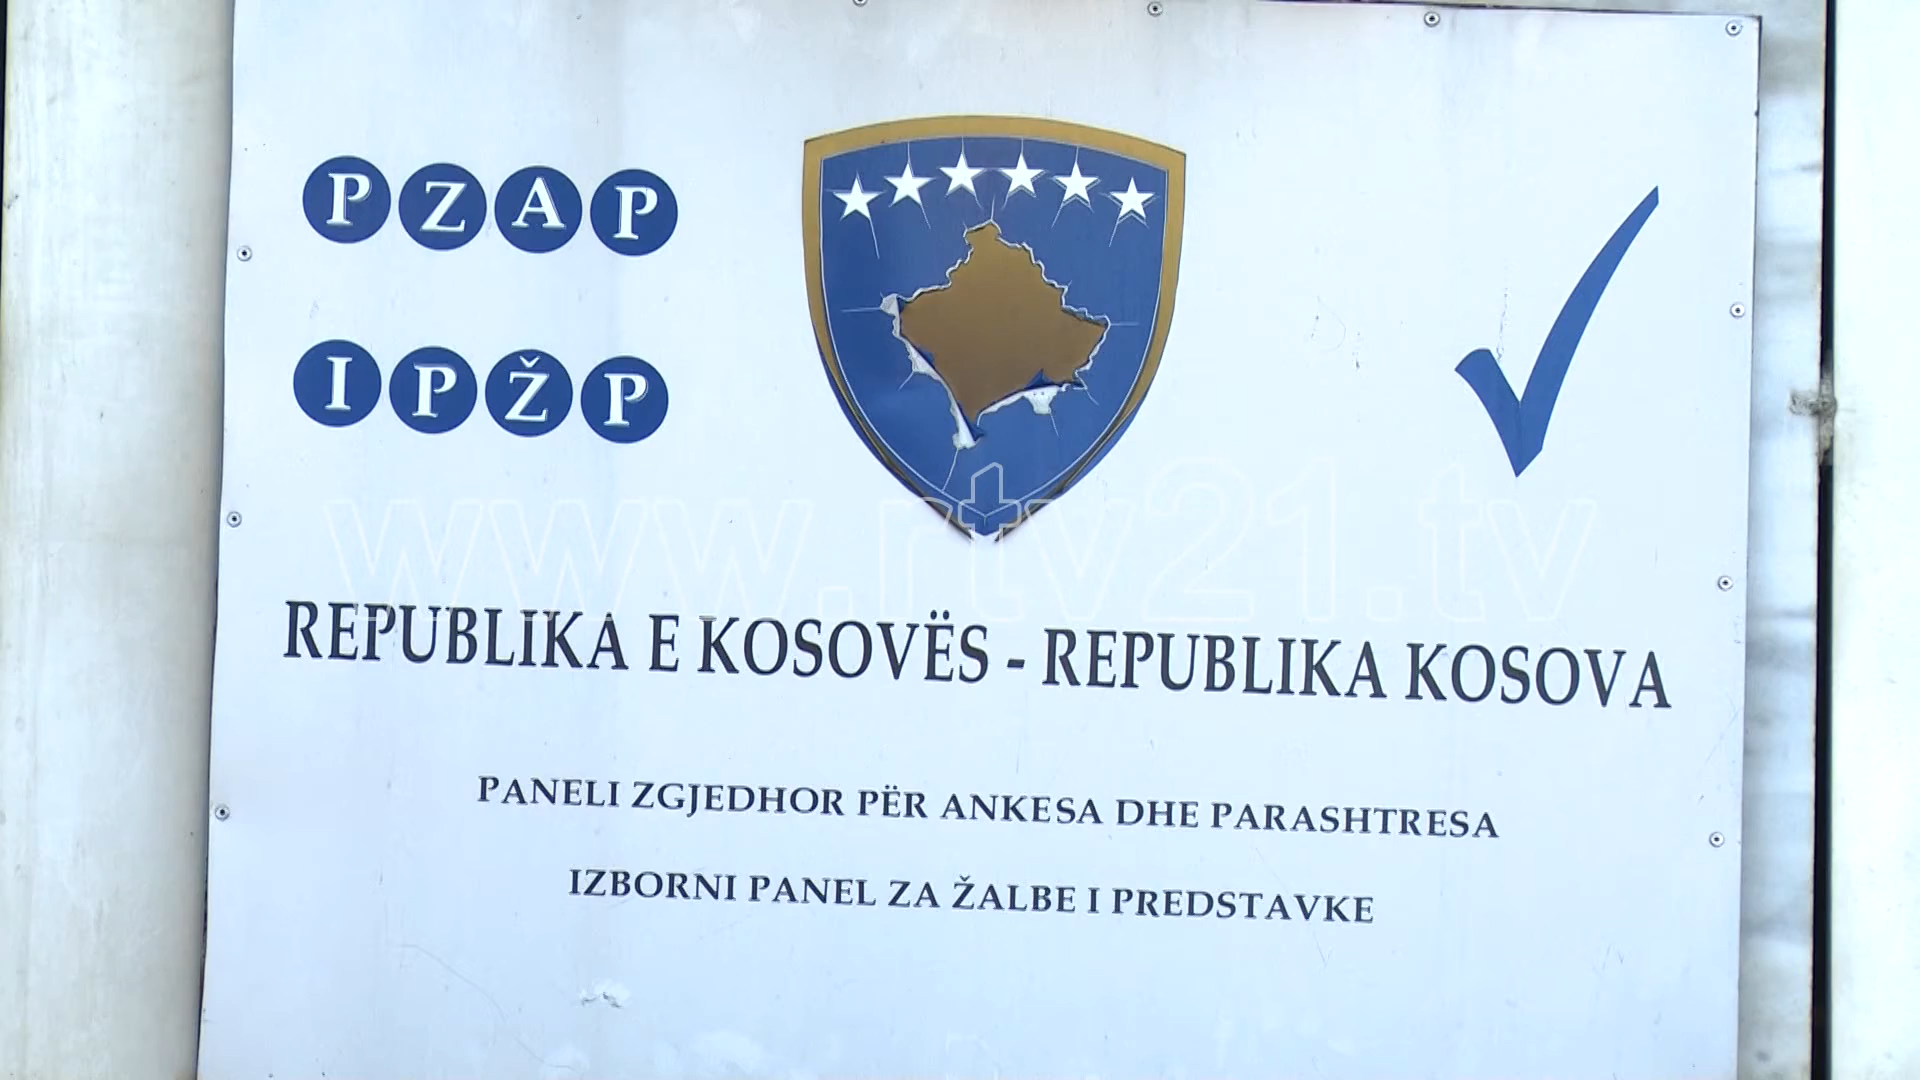 PZAP
IPŽP
www.rtv21.tv
REPUBLIKA E KOSOVËS - REPUBLIKA KOSOVA
PANELI ZGJEDHOR PËR ANKESA DHE PARASHTRESA
IZBORNI PANEL ZA ŽALBE I PREDSTAVKE